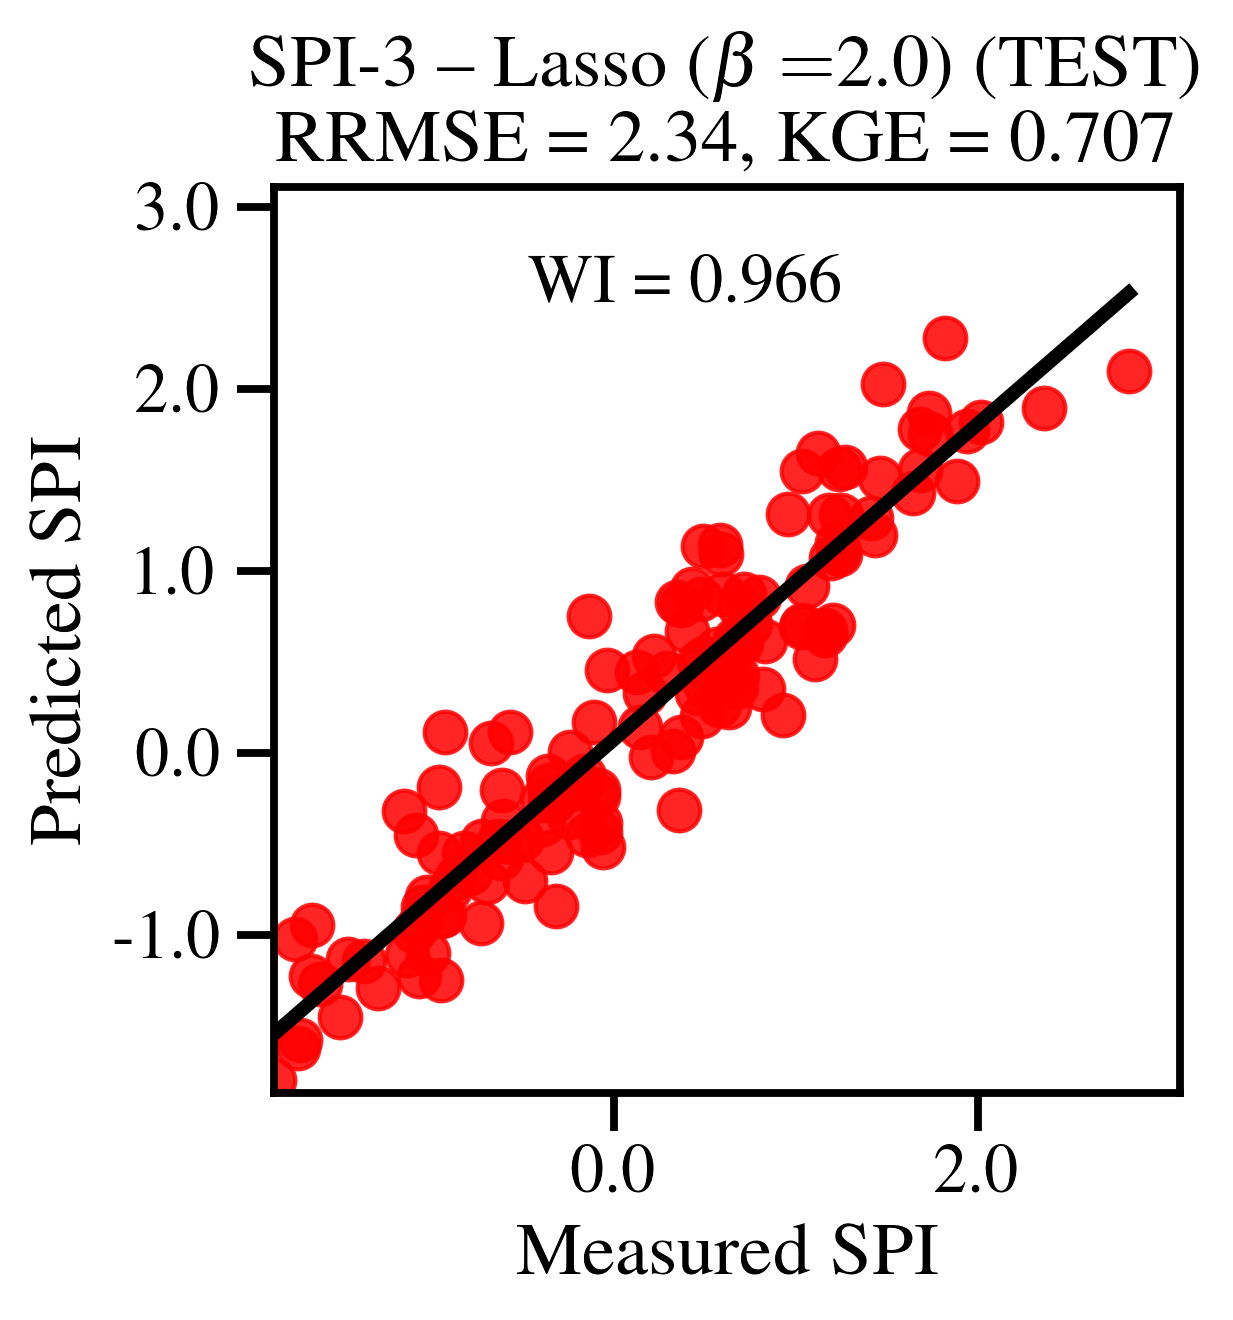 SPI-3 – Lasso (β =2.0) (TEST)
RRMSE = 2.34, KGE = 0.707
3.0
WI = 0.966
2.0
1.0
0.0
-1.0
Predicted SPI
0.0 2.0
Measured SPI